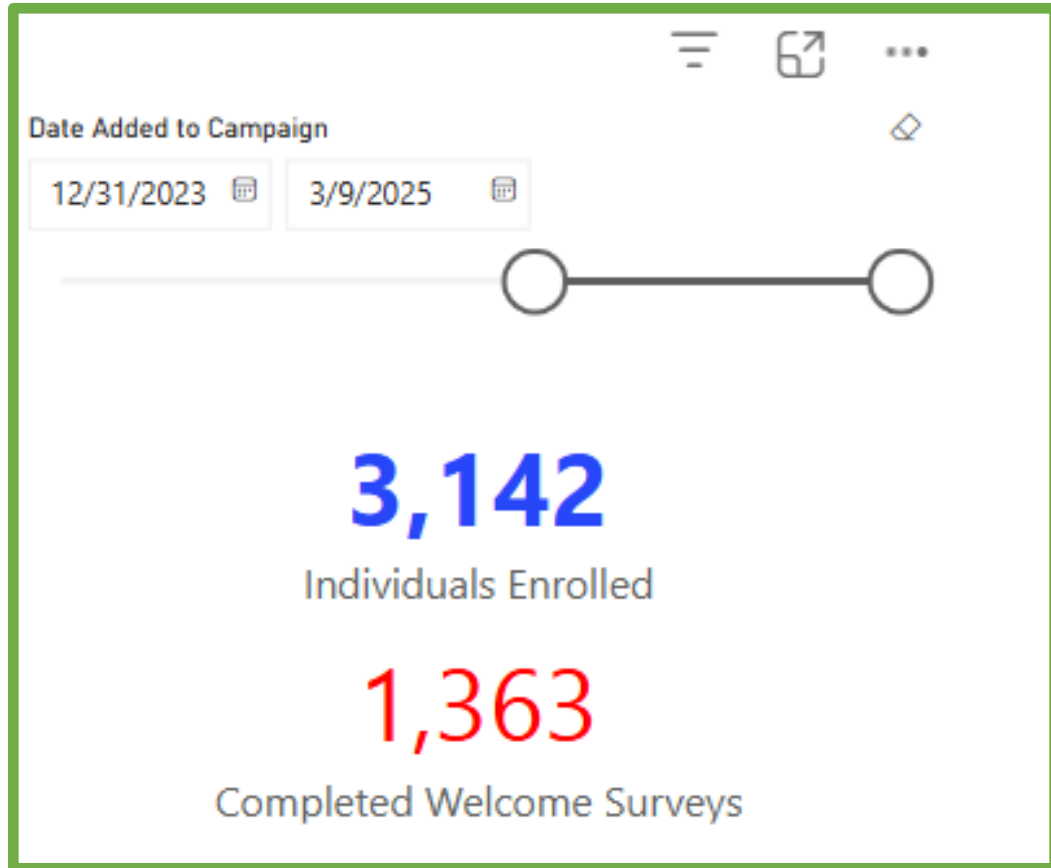 Date Added to Campaign
12/31/2023 3/9/2025
3,142
Individuals Enrolled
1,363
Completed Welcome Surveys